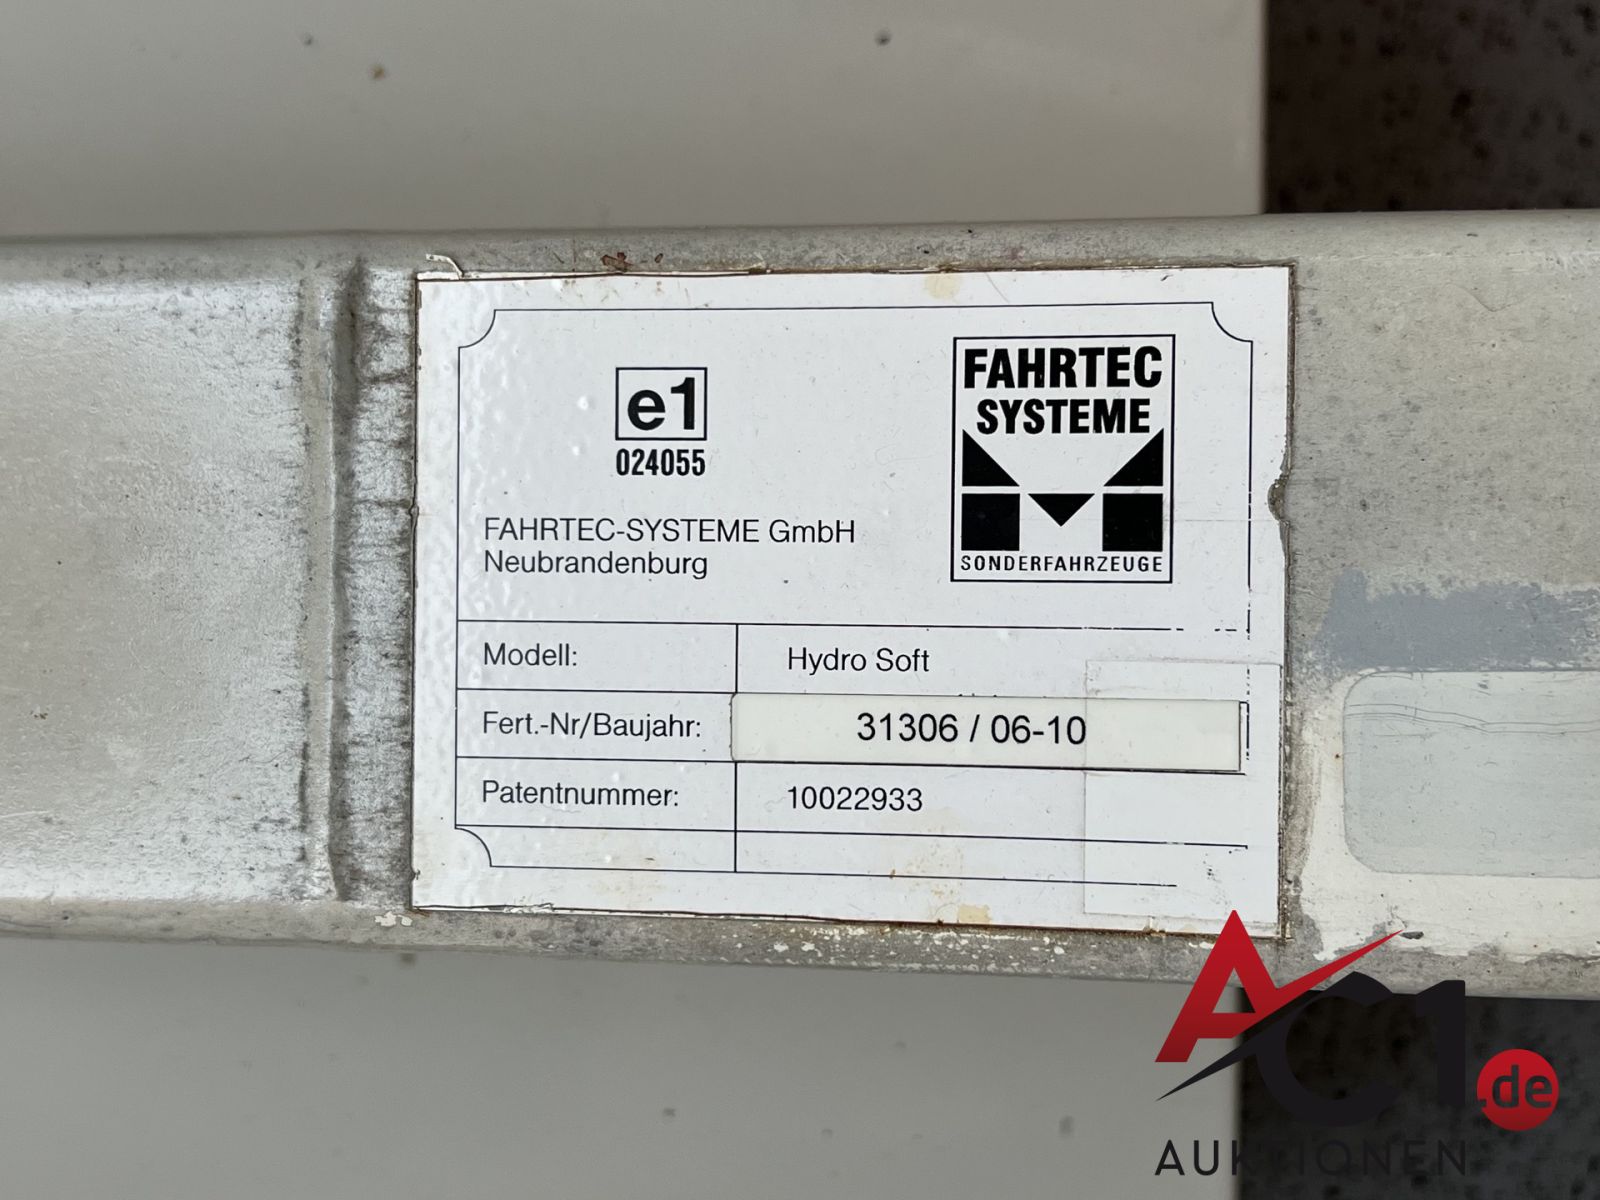 e1
024055
FAHRTEC
SYSTEME
SONDERFAHRZEUGE
FAHRTEC-SYSTEME GmbH
Neubrandenburg
Modell: Hydro Soft
Fert.-Nr/Baujahr: 31306 / 06-10
Patentnummer: 10022933
AC1.de
AUKTIONEN